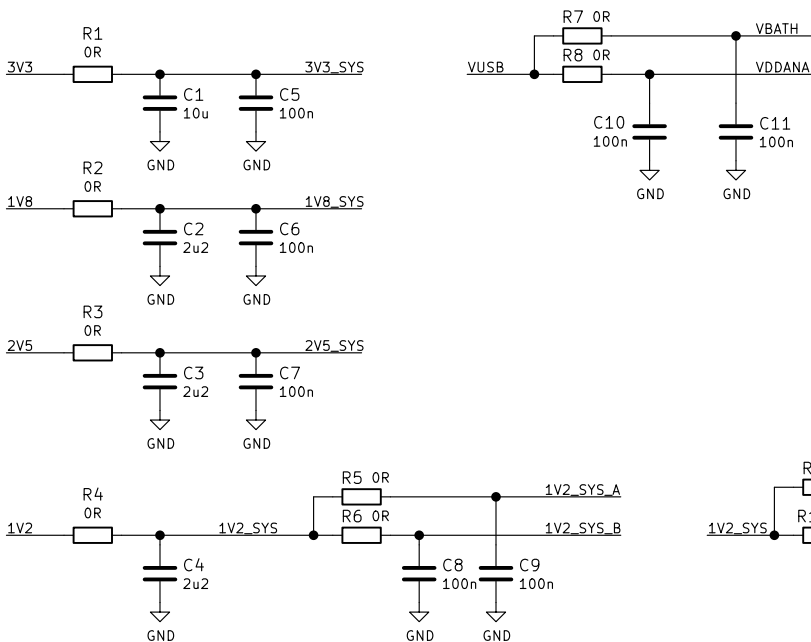 R1
0R
3V3
3V3_SYS
C1
10u
C5
100n
GND
GND
R7 0R
VBATH
R8 0R
VUSB
VDDANA
C10
100n
C11
100n
GND
GND
R2
0R
1V8
1V8_SYS
C2
2u2
C6
100n
GND
GND
R3
0R
2V5
2V5_SYS
C3
2u2
C7
100n
GND
GND
R4
0R
1V2
1V2_SYS
C4
2u2
GND
R5 0R
1V2_SYS_A
R6 0R
1V2_SYS_B
C8
100n
C9
100n
GND
GND
1V2_SYS